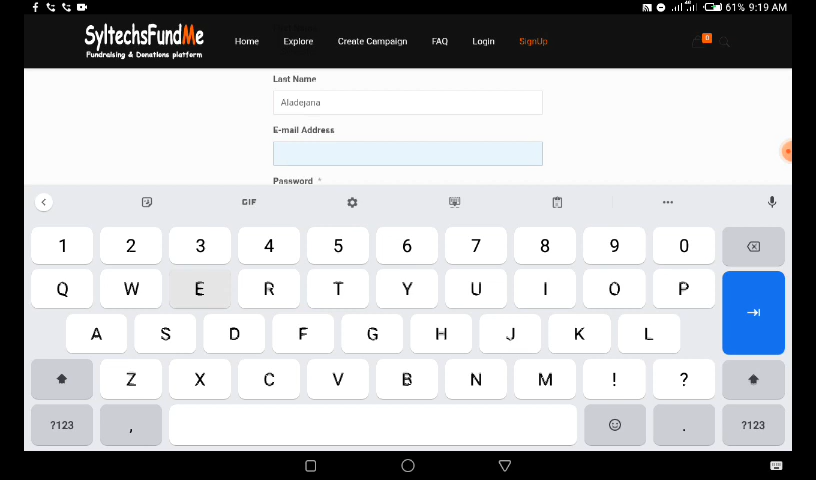 61% 9:19 AM
SyltechsFundMe
Fundraising & Donations platform
Home Explore Create Campaign FAQ Login SignUp
0
Last Name
Aladejana
E-mail Address
Password *
GIF
1 2 3 4 5 6 7 8 9 0
Q W E R T Y U I O P
A S D F G H J K L
Z X C V B N M ! ?
?123 , . ?123